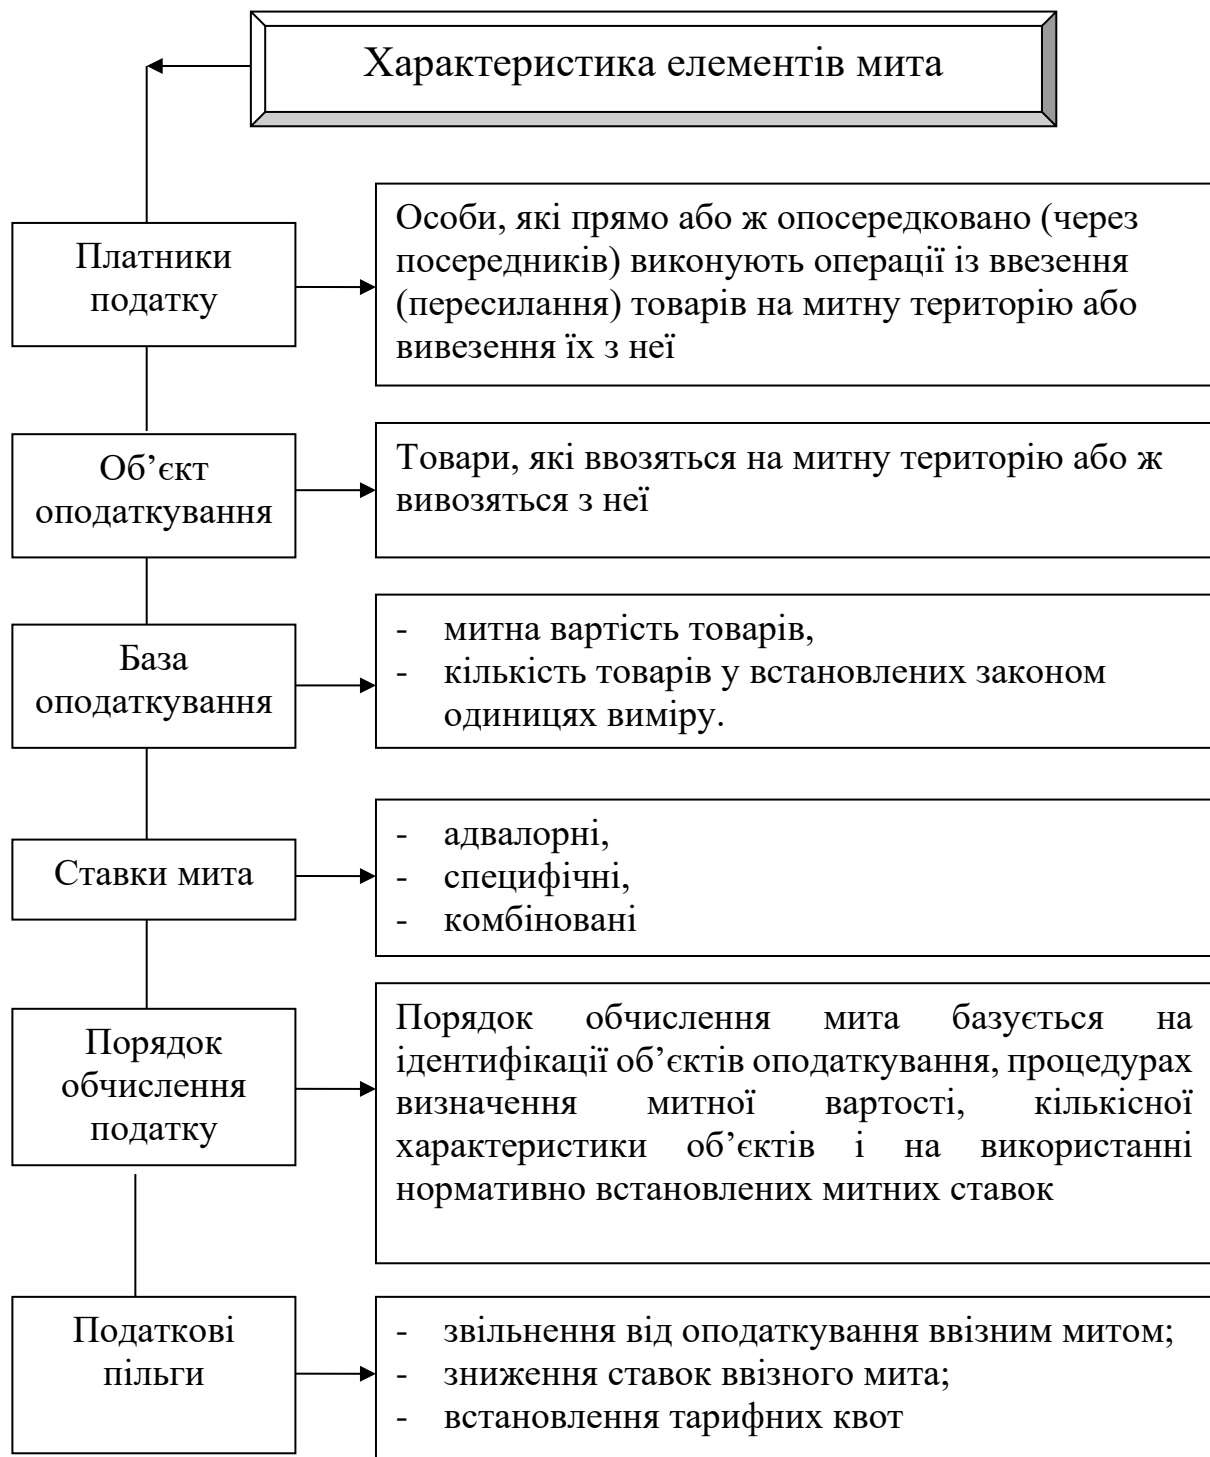 Характеристика елементів мита
Платники
податку
Особи, які прямо або ж опосередковано (через
посередників) виконують операції із ввезення
(пересилання) товарів на митну територію або
вивезення їх з неї
Об’єкт
оподаткування
Товари, які ввозяться на митну територію або ж
вивозяться з неї
База
оподаткування
- митна вартість товарів,
- кількість товарів у встановлених законом
одиницях виміру.
Ставки мита
- адвалорні,
- специфічні,
- комбіновані
Порядок
обчислення
податку
Порядок обчислення мита базується на
ідентифікації об’єктів оподаткування, процедурах
визначення митної вартості, кількісної
характеристики об’єктів і на використанні
нормативно встановлених митних ставок
Податкові
пільги
- звільнення від оподаткування ввізним митом;
- зниження ставок ввізного мита;
- встановлення тарифних квот